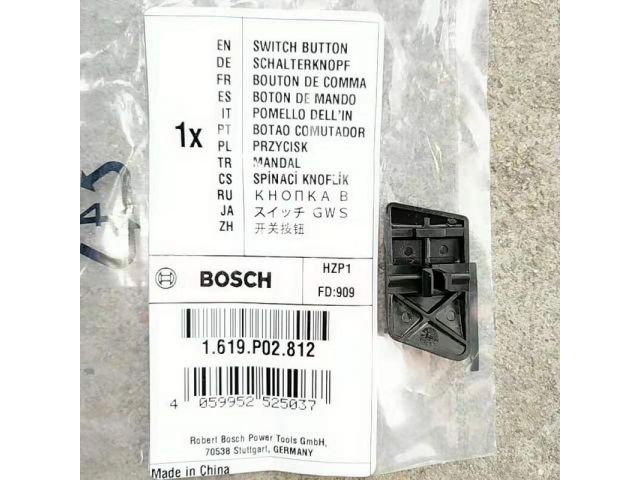 1x
EN SWITCH BUTTON
DE SCHALTERKNOPF
FR BOUTON DE COMMA
ES BOTON DE MANDO
IT POMELLO DELL'IN
PT BOTAO COMUTADOR
PL PRZYCISK
TR MANDAL
CS SPÍNACÍ KNOFLÍK
RU КНОПКА В
JA スイッチ GWS
ZH 开关按钮
BOSCH
HZP1
FD:909
1.619.P02.812
4 059952 525037
Robert Bosch Power Tools GmbH,
70538 Stuttgart, GERMANY
Made in China
4